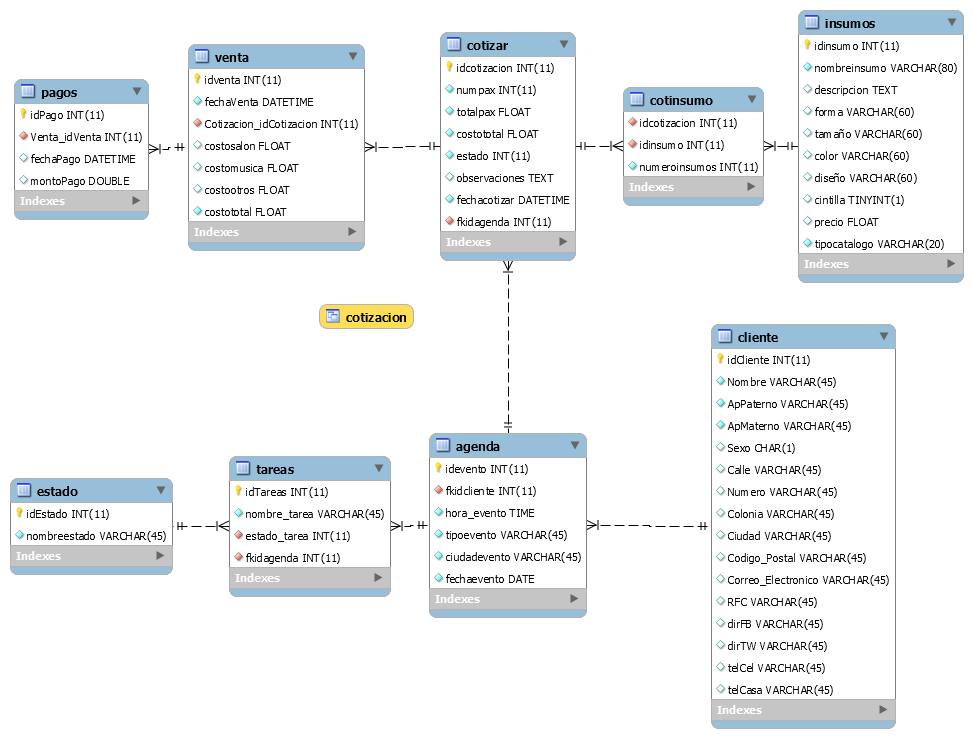 pagos
idPago INT(11)
Venta_idVenta INT(11)
fechaPago DATETIME
montoPago DOUBLE
Indexes
venta
idventa INT(11)
fechaVenta DATETIME
Cotizacion_idCotizacion INT(11)
costosalon FLOAT
costomusica FLOAT
costootros FLOAT
costototal FLOAT
Indexes
cotizar
idcotizacion INT(11)
numpax INT(11)
totalpax FLOAT
costototal FLOAT
estado INT(11)
observaciones TEXT
fechacotizar DATETIME
fkidagenda INT(11)
Indexes
cotinsumo
idcotizacion INT(11)
idinsumo INT(11)
numeroinsumos INT(11)
Indexes
insumos
idinsumo INT(11)
nombreinsumo VARCHAR(80)
descripcion TEXT
forma VARCHAR(60)
tamaño VARCHAR(60)
color VARCHAR(60)
diseño VARCHAR(60)
cintilla TINYINT(1)
precio FLOAT
tipocatalogo VARCHAR(20)
Indexes
cotizacion
estado
idEstado INT(11)
nombreestado VARCHAR(45)
Indexes
tareas
idTareas INT(11)
nombre_tarea VARCHAR(45)
estado_tarea INT(11)
fkidagenda INT(11)
Indexes
agenda
idevento INT(11)
fkidcliente INT(11)
hora_evento TIME
tipoevento VARCHAR(45)
ciudadevento VARCHAR(45)
fechaevento DATE
Indexes
cliente
idCliente INT(11)
Nombre VARCHAR(45)
ApPaterno VARCHAR(45)
ApMaterno VARCHAR(45)
Sexo CHAR(1)
Calle VARCHAR(45)
Numero VARCHAR(45)
Colonia VARCHAR(45)
Ciudad VARCHAR(45)
Codigo_Postal VARCHAR(45)
Correo_Electronico VARCHAR(45)
RFC VARCHAR(45)
dirFB VARCHAR(45)
dirTW VARCHAR(45)
telCel VARCHAR(45)
telCasa VARCHAR(45)
Indexes